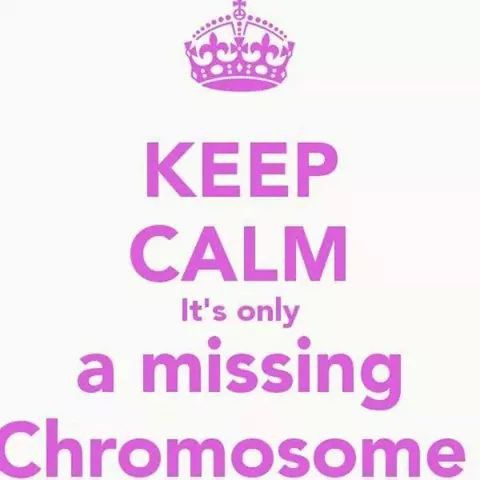 KEEP
CALM
It's only
a missing
Chromosome